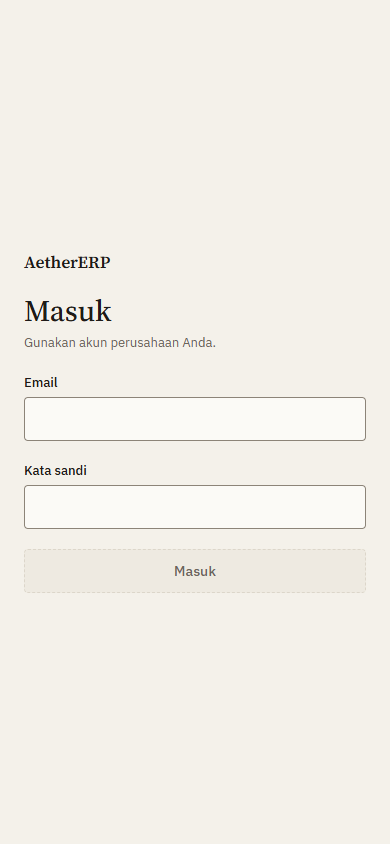 AetherERP
Masuk
Gunakan akun perusahaan Anda.
Email
Kata sandi
Masuk